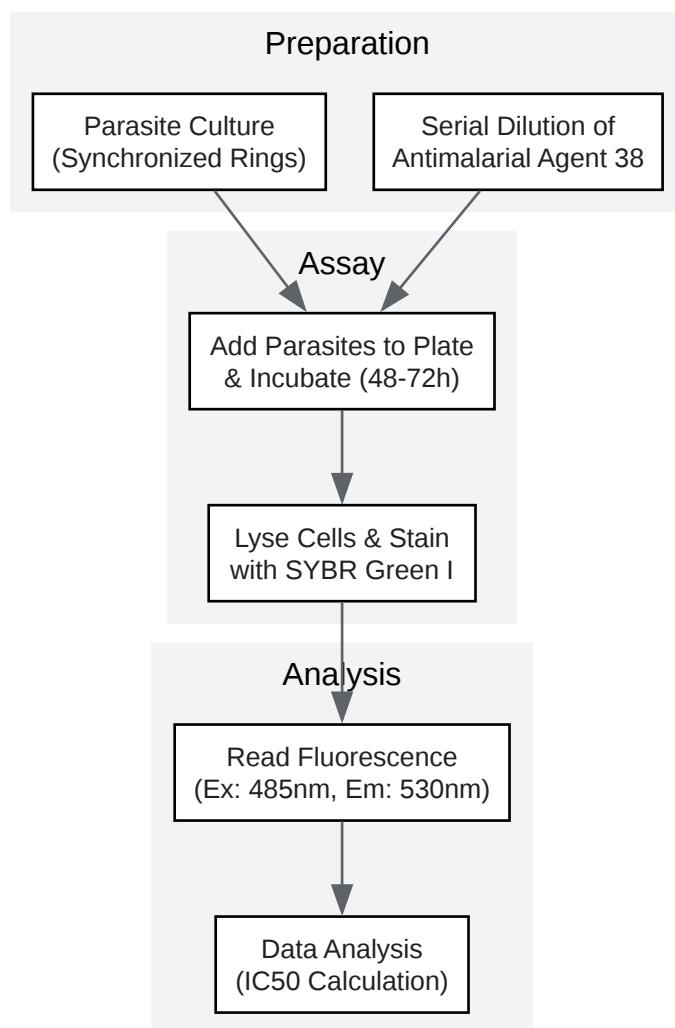 Preparation
Parasite Culture
(Synchronized Rings)
Serial Dilution of
Antimalarial Agent 38
Assay
Add Parasites to Plate
& Incubate (48-72h)
Lyse Cells & Stain
with SYBR Green I
Analysis
Read Fluorescence
(Ex: 485nm, Em: 530nm)
Data Analysis
(IC50 Calculation)